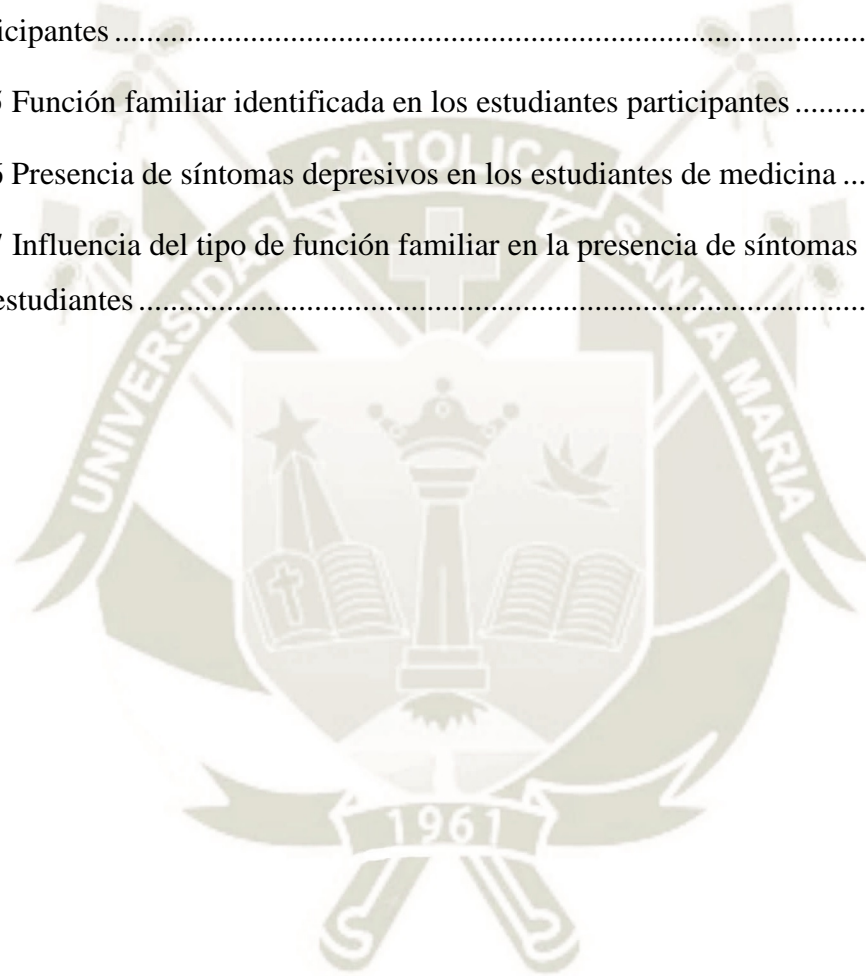 icipantes ..........................................................................................
5 Función familiar identificada en los estudiantes participantes .........
6 Presencia de síntomas depresivos en los estudiantes de medicina ...
7 Influencia del tipo de función familiar en la presencia de síntomas
estudiantes .......................................................................................
UNIVERSIDAD CATOLICA SANTA MARIA
1961